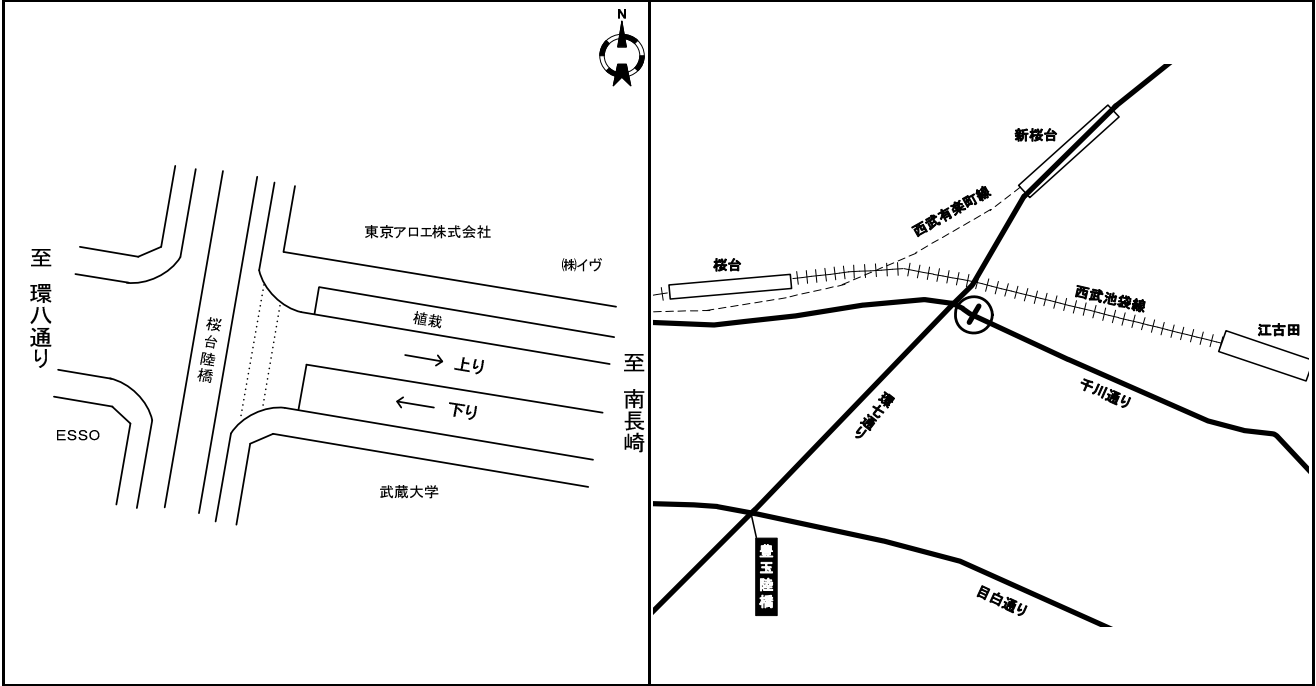 N
東京アロエ株式会社
㈱イヴ
至 環八通り
桜台陸橋
植栽
上り
下り
至 南長崎
ESSO
武蔵大学
新桜台
西武有楽町線
桜台
西武池袋線
江古田
千川通り
環七通り
豊玉陸橋
目白通り